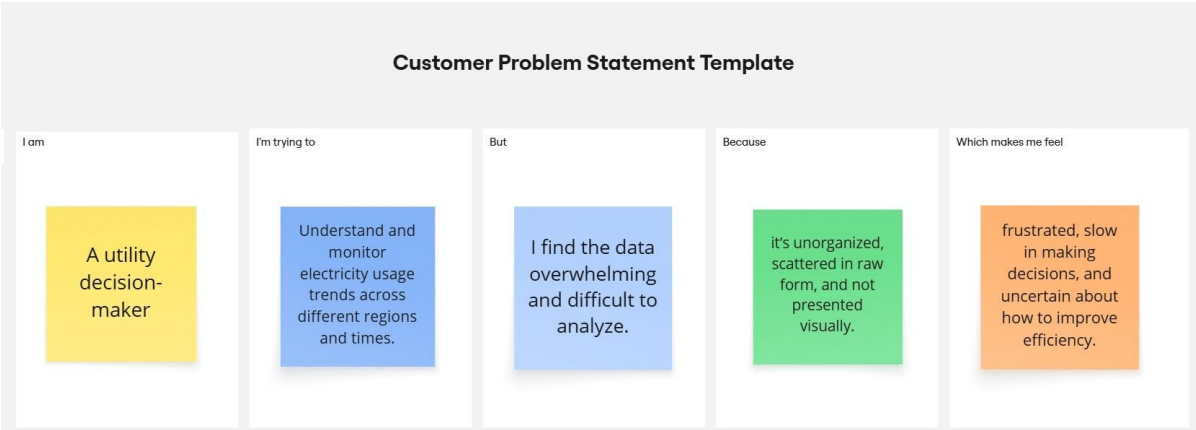 Customer Problem Statement Template
I am
A utility
decision-
maker
I'm trying to
Understand and
monitor
electricity usage
trends across
different regions
and times.
But
I find the data
overwhelming
and difficult to
analyze.
Because
it's unorganized,
scattered in raw
form, and not
presented
visually.
Which makes me feel
frustrated, slow
in making
decisions, and
uncertain about
how to improve
efficiency.